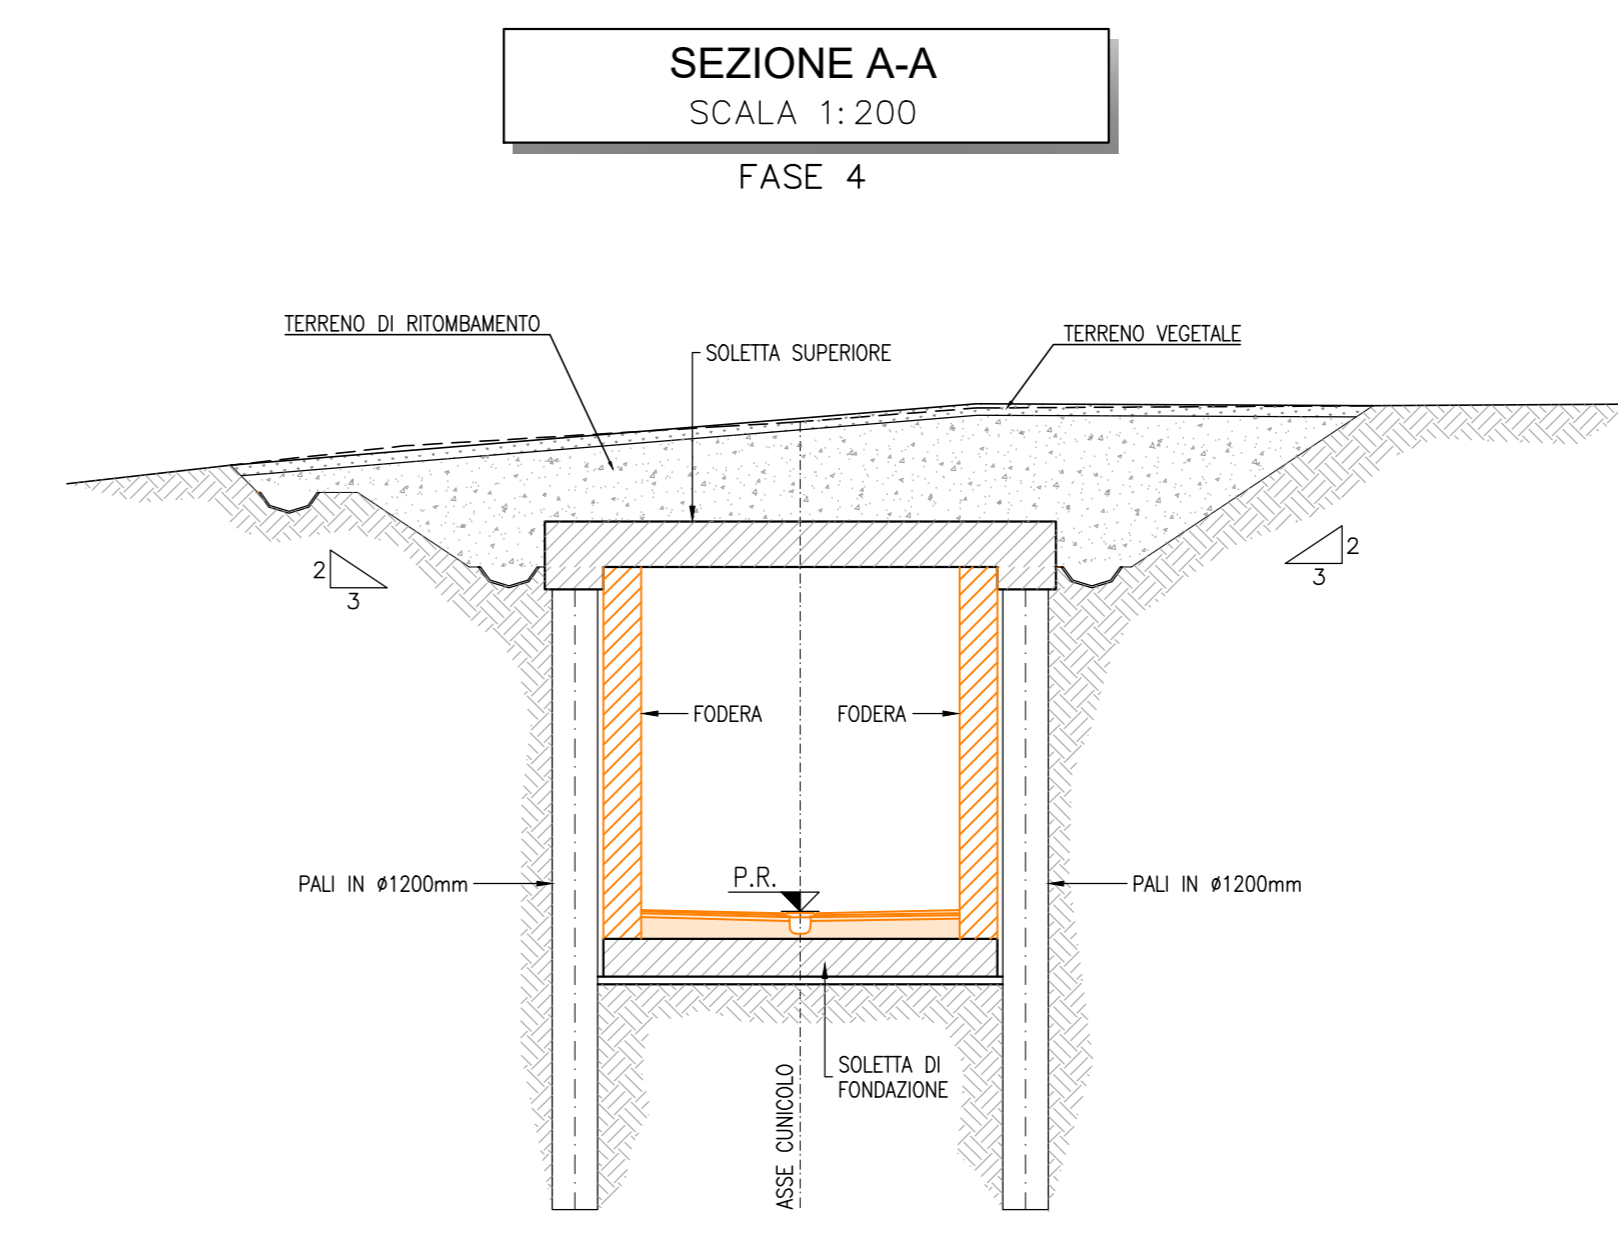 SEZIONE A-A
SCALA 1:200
FASE 4
TERRENO DI RITOMBAMENTO
TERRENO VEGETALE
SOLETTA SUPERIORE
2
3
2
3
FODERA
FODERA
P.R.
PALI IN ø1200mm
PALI IN ø1200mm
SOLETTA DI
FONDAZIONE
ASSE CUNICOLO